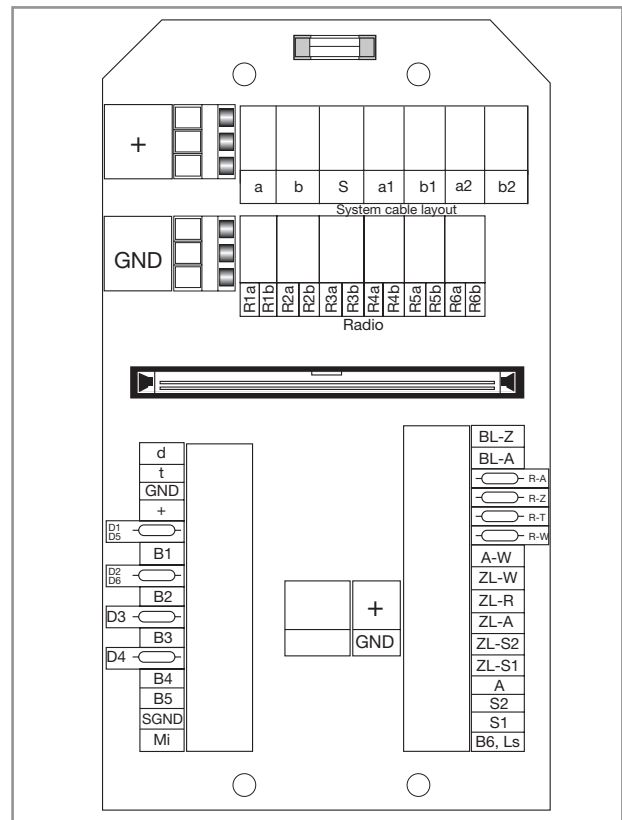 +
a b S a1 b1 a2 b2
System cable layout
GND
R1a R1b R2a R2b R3a R3b R4a R4b R5a R5b R6a R6b
Radio
d
t
GND
+
D1
D5
B1
D2
D6
B2
D3
B3
D4
B4
B5
SGND
Mi
+
GND
BL-Z
BL-A
R-A
R-Z
R-T
R-W
A-W
ZL-W
ZL-R
ZL-A
ZL-S2
ZL-S1
A
S2
S1
B6, Ls